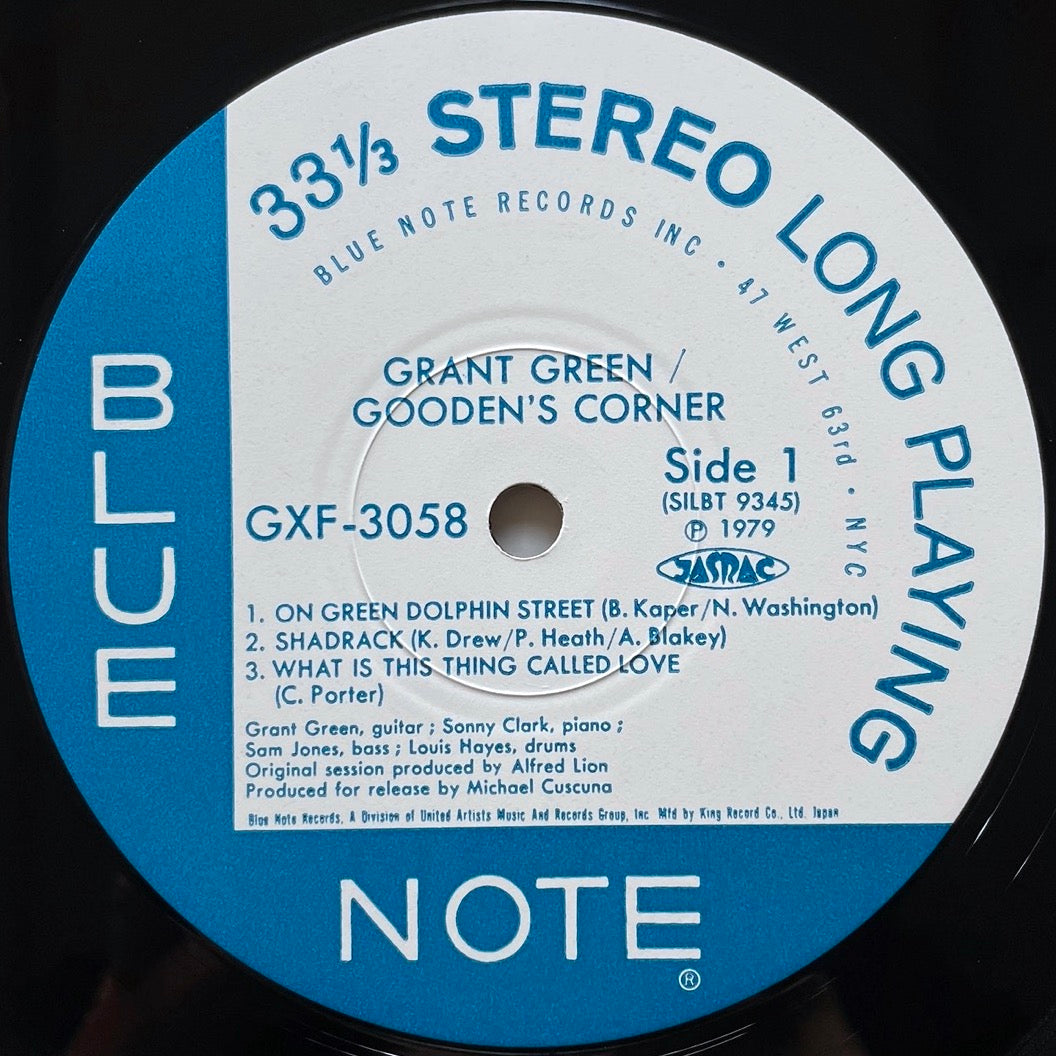 33⅓ STEREO LONG PLAYING
BLUE NOTE RECORDS INC · 47 WEST 63rd · NYC
GRANT GREEN /
GOODEN'S CORNER
Side 1
(SILBT 9345)
GXF-3058
Ⓟ 1979
JASRAC
1. ON GREEN DOLPHIN STREET (B. Kaper/N. Washington)
2. SHADRACK (K. Drew/P. Heath/A. Blakey)
3. WHAT IS THIS THING CALLED LOVE
(C. Porter)
Grant Green, guitar ; Sonny Clark, piano ;
Sam Jones, bass ; Louis Hayes, drums
Original session produced by Alfred Lion
Produced for release by Michael Cuscuna
Blue Note Records, A Division of United Artists Music And Records Group, Inc Mfd by King Record Co., Ltd. Japan
BLUE
NOTE
®